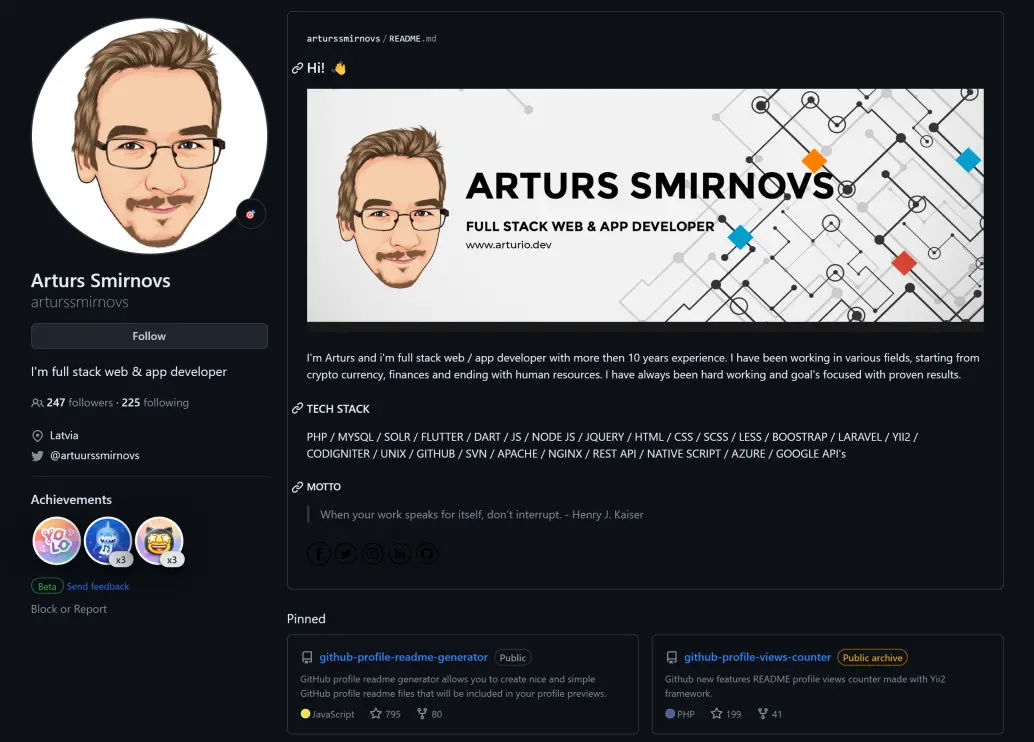 Arturs Smirnovs
arturssmirnovs
Follow
I'm full stack web & app developer
247 followers · 225 following
Latvia
@artuurssmirnovs
Achievements
YOLO
x3
x3
Beta Send feedback
Block or Report
arturssmirnovs / README.md
Hi! 👋
ARTURS SMIRNOVS
FULL STACK WEB & APP DEVELOPER
www.arturio.dev
I'm Arturs and i'm full stack web / app developer with more then 10 years experience. I have been working in various fields, starting from
crypto currency, finances and ending with human resources. I have always been hard working and goal's focused with proven results.
TECH STACK
PHP / MYSQL / SOLR / FLUTTER / DART / JS / NODE JS / JQUERY / HTML / CSS / SCSS / LESS / BOOSTRAP / LARAVEL / YII2 /
CODIGNITER / UNIX / GITHUB / SVN / APACHE / NGINX / REST API / NATIVE SCRIPT / AZURE / GOOGLE API's
MOTTO
When your work speaks for itself, don't interrupt. - Henry J. Kaiser
Pinned
github-profile-readme-generator Public
GitHub profile readme generator allows you to create nice and simple
GitHub profile readme files that will be included in your profile previews.
JavaScript 795 80
github-profile-views-counter Public archive
Github new features README profile views counter made with Yii2
framework.
PHP 199 41